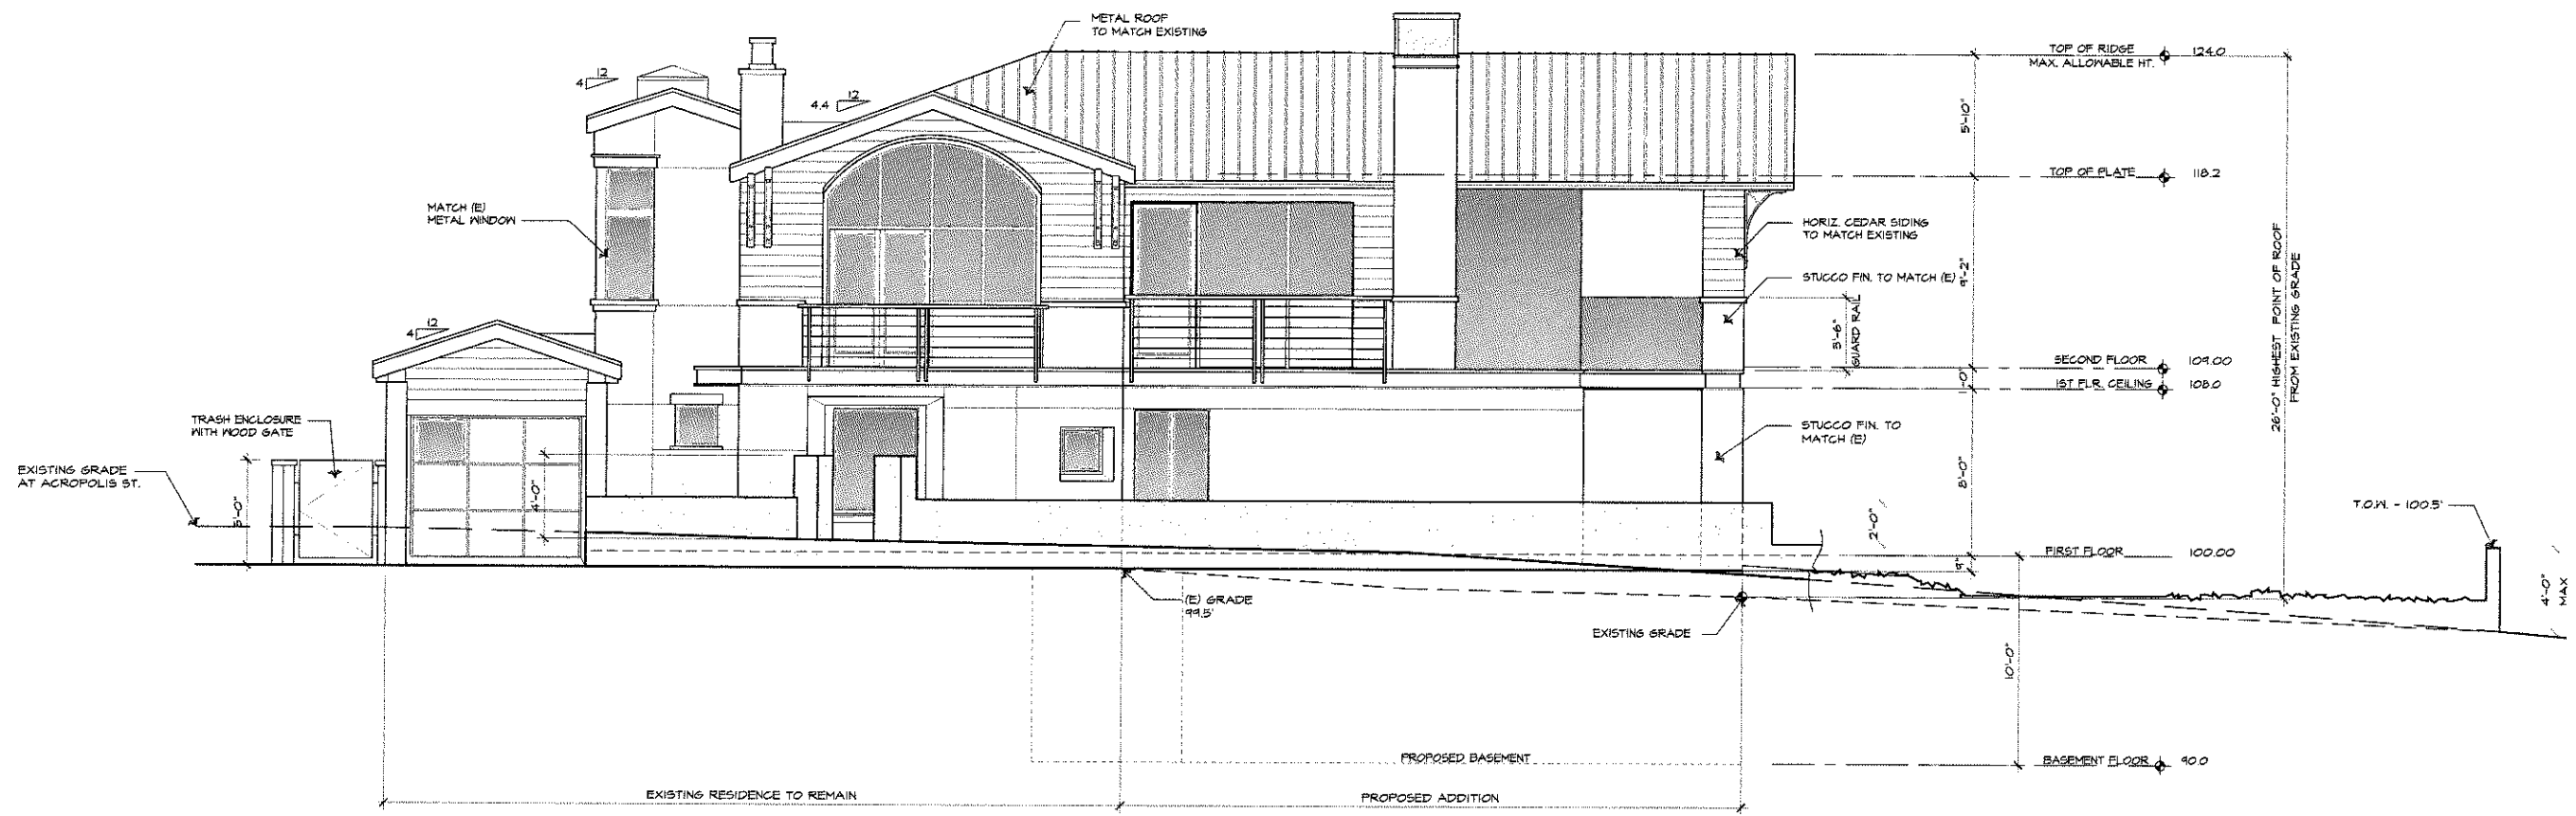 METAL ROOF
TO MATCH EXISTING
12
4
12
4.4
MATCH (E)
METAL WINDOW
12
4
TRASH ENCLOSURE
WITH WOOD GATE
EXISTING GRADE
AT ACROPOLIS ST.
4'-0"
TOP OF RIDGE
MAX. ALLOWABLE HT.
124.0
5'-10"
TOP OF PLATE
118.2
HORIZ. CEDAR SIDING
TO MATCH EXISTING
STUCCO FIN. TO MATCH (E)
9'-2"
3'-6"
GUARD RAIL
26'-0" HIGHEST POINT OF ROOF
FROM EXISTING GRADE
SECOND FLOOR
109.00
1'-0"
1ST FLR. CEILING
108.0
STUCCO FIN. TO
MATCH (E)
8'-0"
2'-0"
T.O.W. - 100.5'
FIRST FLOOR
100.00
9"
4'-0"
MAX
(E) GRADE
99.5'
EXISTING GRADE
10'-0"
PROPOSED BASEMENT
BASEMENT FLOOR
90.0
EXISTING RESIDENCE TO REMAIN
PROPOSED ADDITION